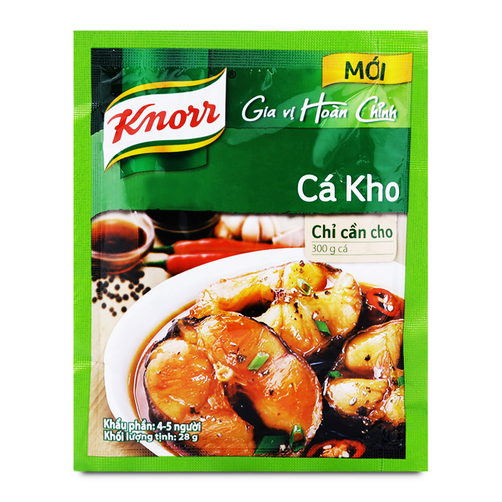 MỚI
Knorr
Gia vị Hoàn Chỉnh
Cá Kho
Chỉ cần cho
300 g cá
Khẩu phần: 4-5 người
Khối lượng tịnh: 28 g